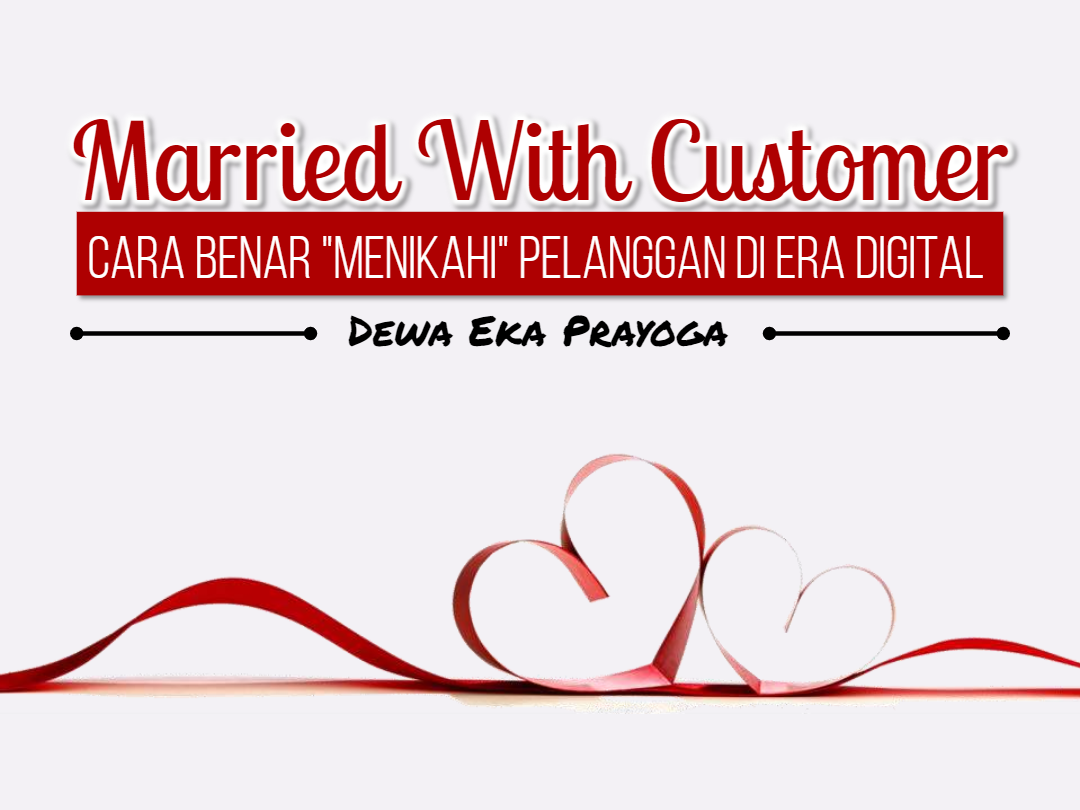 Married With Customer
CARA BENAR "MENIKAHI" PELANGGAN DI ERA DIGITAL
Dewa Eka Prayoga